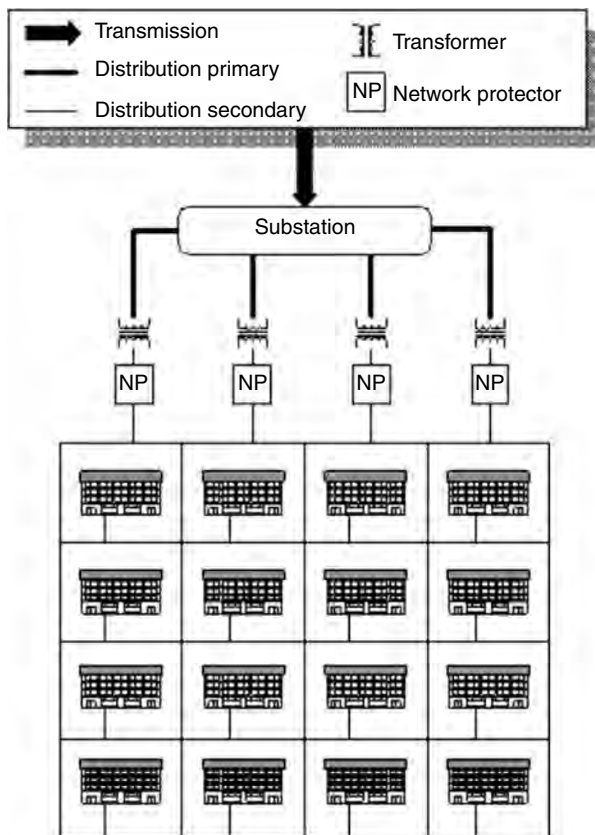 Transmission
Distribution primary
Distribution secondary
Transformer
NP Network protector
Substation
NP NP NP NP